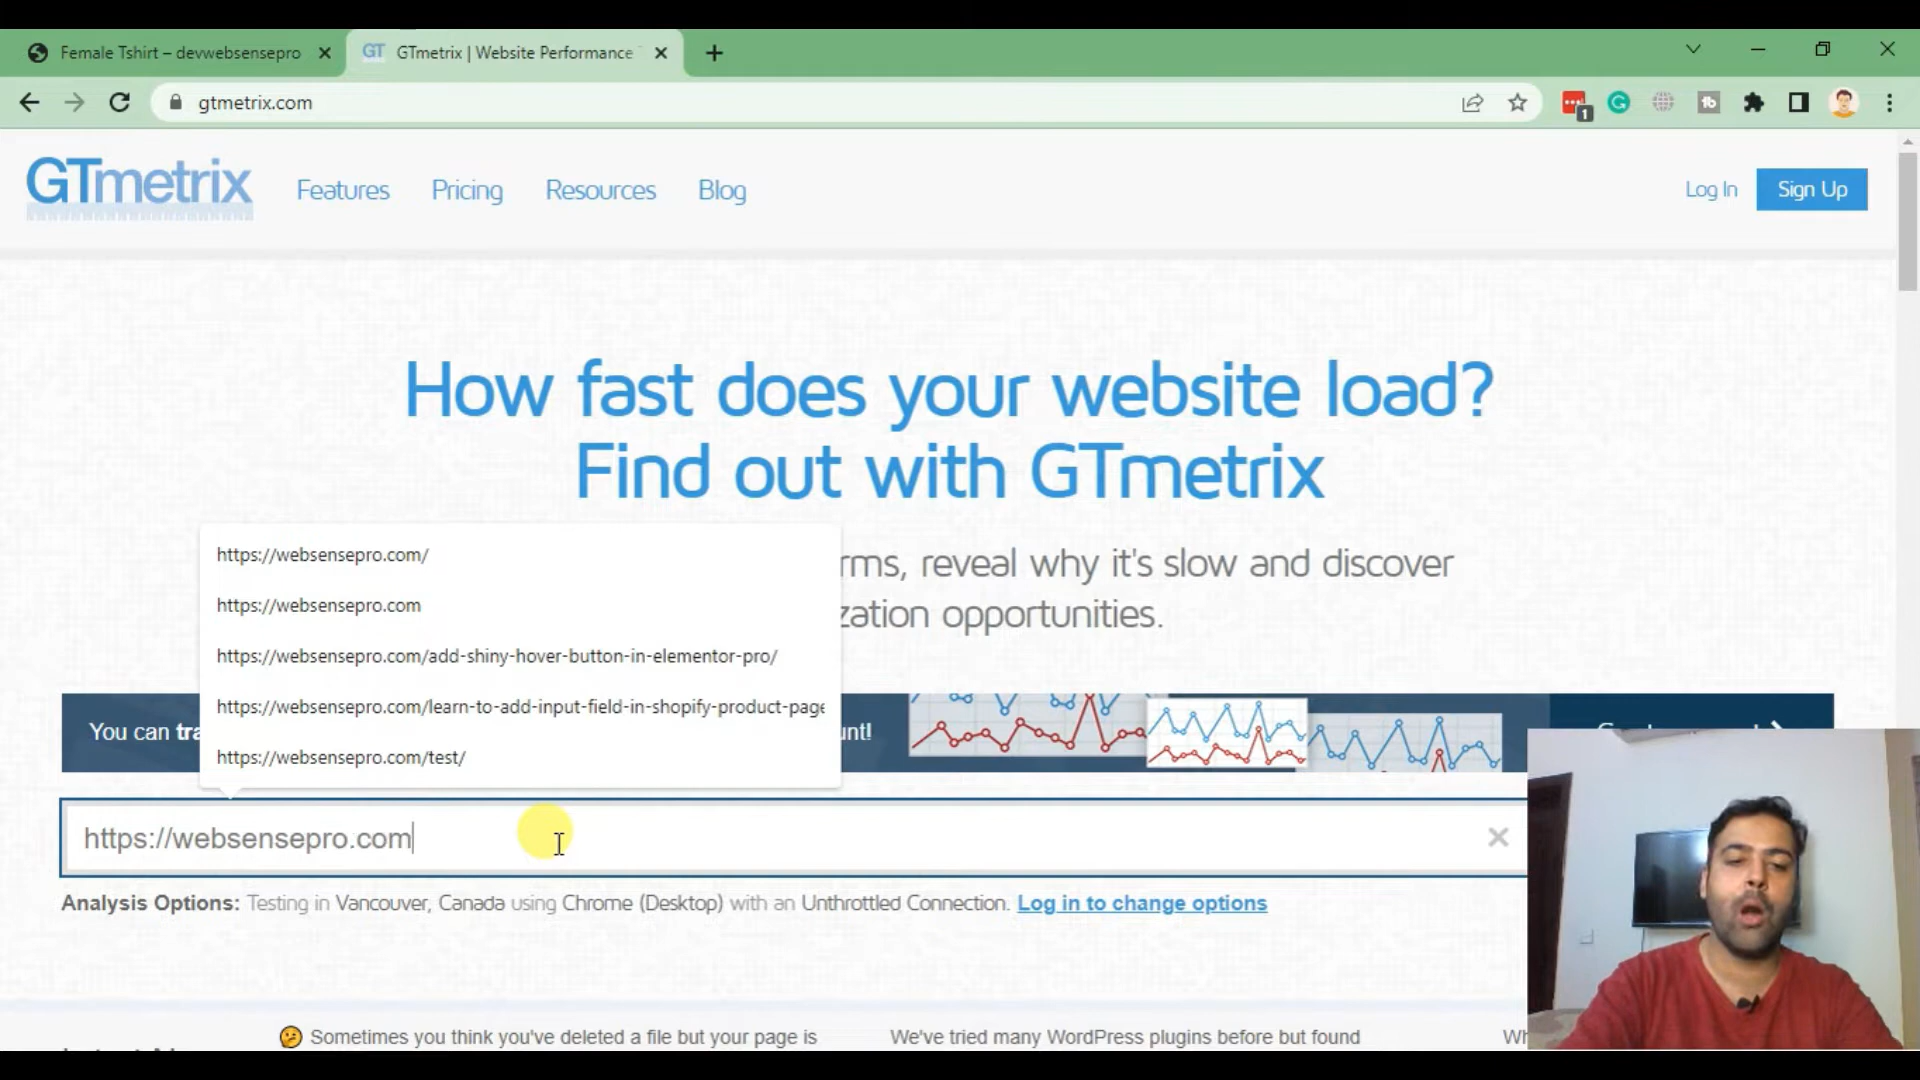 Female Tshirt – devwebsensepro
GT GTmetrix | Website Performance
gtmetrix.com
1
GTmetrix
Features Pricing Resources Blog
Log In Sign Up
How fast does your website load?
Find out with GTmetrix
https://websensepro.com/
https://websensepro.com
https://websensepro.com/add-shiny-hover-button-in-elementor-pro/
https://websensepro.com/learn-to-add-input-field-in-shopify-product-page
https://websensepro.com/test/
reveal why it's slow and discover
opportunities.
You can
https://websensepro.com
Analysis Options: Testing in Vancouver, Canada using Chrome (Desktop) with an Unthrottled Connection. Log in to change options
Sometimes you think you've deleted a file but your page is
We've tried many WordPress plugins before but found